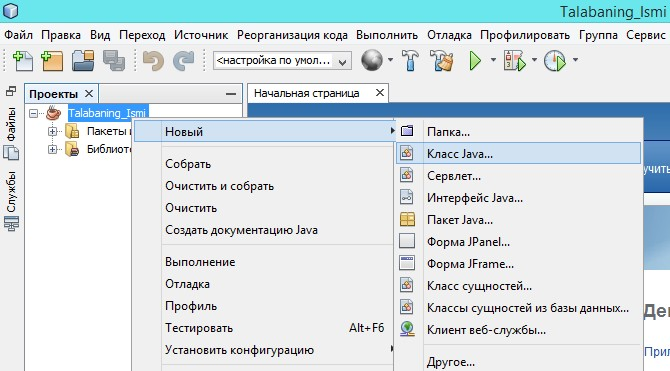 Talabaning_Ismi
Файл Правка Вид Переход Источник Реорганизация кода Выполнить Отладка Профилировать Группа Сервис
<настройка по умол...
Проекты
Начальная страница
Файлы
Службы
Talabaning_Ismi
Пакеты и
Библиоте
Новый
Собрать
Очистить и собрать
Очистить
Создать документацию Java
Выполнение
Отладка
Профиль
Тестировать Alt+F6
Установить конфигурацию
Папка...
Класс Java...
Сервлет...
Интерфейс Java...
Пакет Java...
Форма JPanel...
Форма JFrame...
Класс сущностей...
Классы сущностей из базы данных...
Клиент веб-службы...
Другое...
учить
Де
Прил